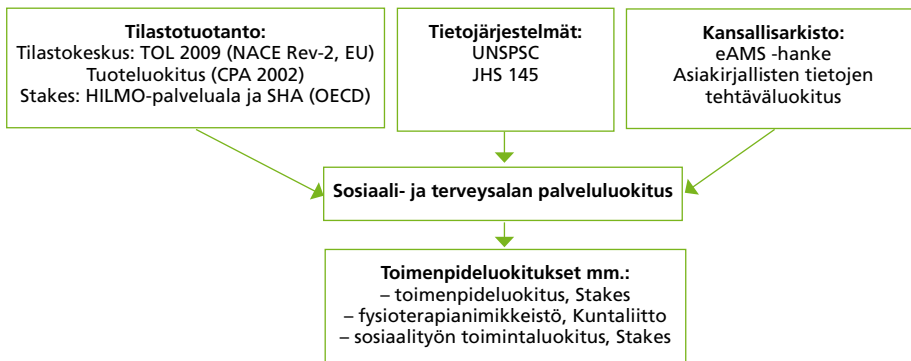 Tilastotuotanto:
Tilastokeskus: TOL 2009 (NACE Rev-2, EU)
Tuoteluokitus (CPA 2002)
Stakes: HILMO-palveluala ja SHA (OECD)
Tietojärjestelmät:
UNSPSC
JHS 145
Kansallisarkisto:
eAMS -hanke
Asiakirjallisten tietojen
tehtäväluokitus
Sosiaali- ja terveysalan palveluluokitus
Toimenpideluokitukset mm.:
– toimenpideluokitus, Stakes
– fysioterapianimikkeistö, Kuntaliitto
– sosiaalityön toimintaluokitus, Stakes